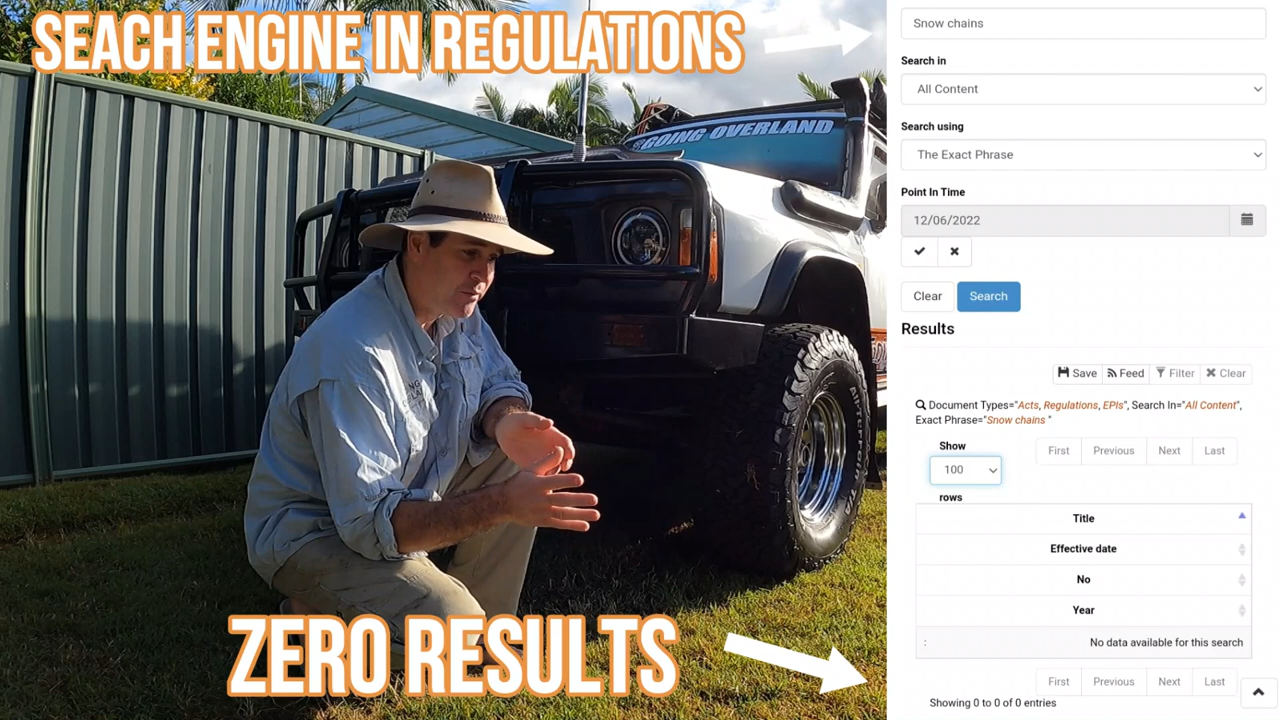 SEACH ENGINE IN REGULATIONS
GOING OVERLAND
ZERO RESULTS
Snow chains
Search in
All Content
Search using
The Exact Phrase
Point In Time
12/06/2022
Clear
Search
Results
Save
Feed
Filter
Clear
Document Types="Acts, Regulations, EPIs", Search In="All Content",
Exact Phrase="Snow chains "
Show
First
Previous
Next
Last
100
rows
Title
Effective date
No
Year
:
No data available for this search
First
Previous
Next
Last
Showing 0 to 0 of 0 entries